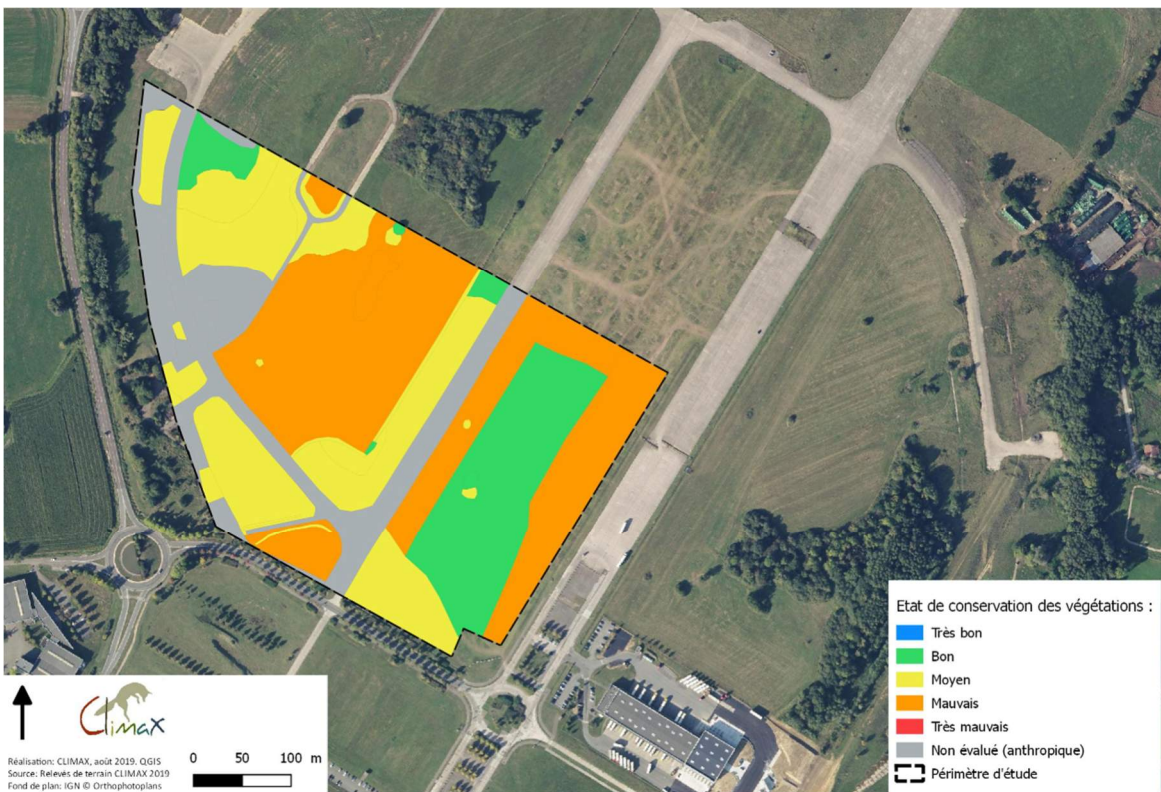 Etat de conservation des végétations :
Très bon
Bon
Moyen
Mauvais
Très mauvais
Non évalué (anthropique)
Périmètre d'étude
Climax
Réalisation: CLIMAX, août 2019. QGIS
Source: Relevés de terrain CLIMAX 2019
Fond de plan: IGN © Orthophotoplans
0 50 100 m